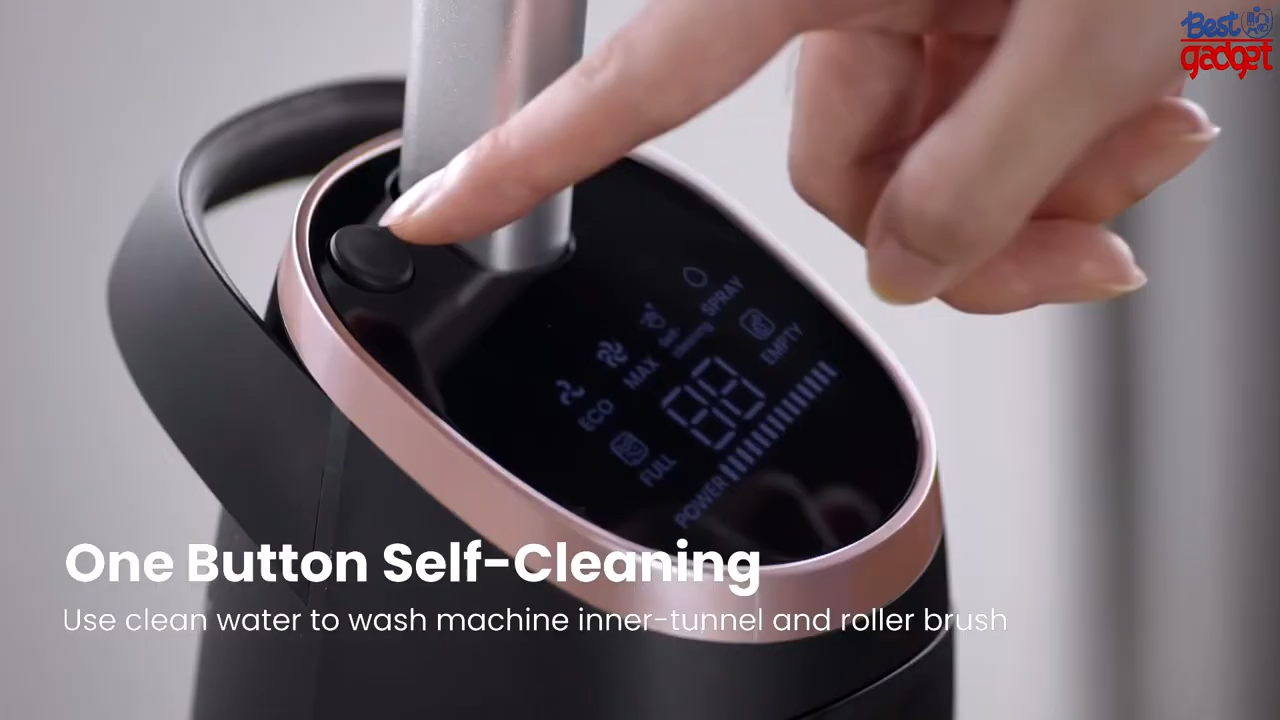 Best
gadget
SPRAY
EMPTY
Self-
cleaning
MAX
ECO
88
FULL
POWER
One Button Self-Cleaning
Use clean water to wash machine inner-tunnel and roller brush